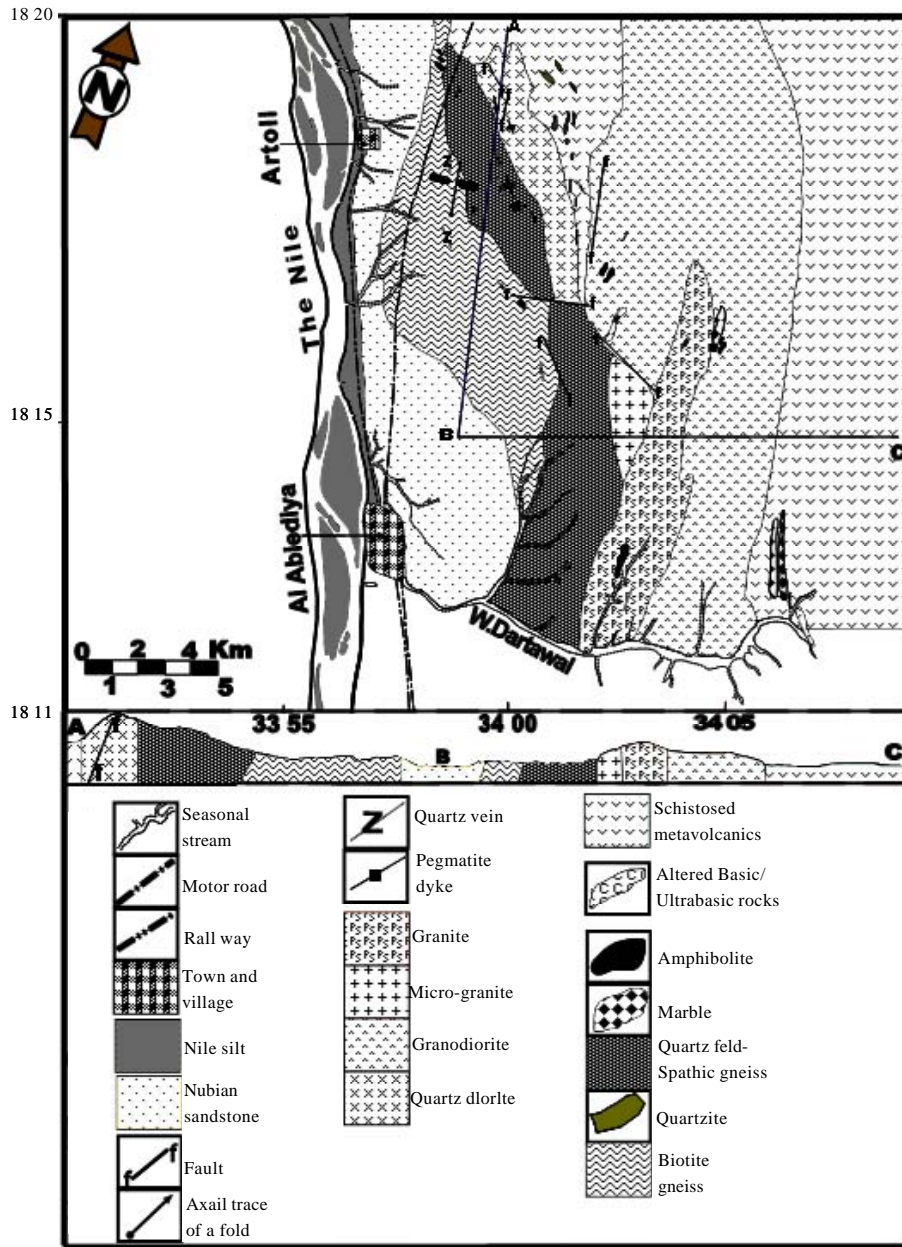 18 20
N
A
f
f
Artoll
f
Z
Z
f
The Nile
f
f
f
f
18 15
B
C
Al Ablediya
W.Dartawal
0 2 4 Km
1 3 5
18 11
33 55
34 00
34 05
A
f
f
B
C
Seasonal
stream
Motor road
Rall way
Town and
village
Nile silt
Nubian
sandstone
f f
Fault
Axail trace
of a fold
Z
Quartz vein
Pegmatite
dyke
Granite
Micro-granite
Granodiorite
Quartz dlorlte
Schistosed
metavolcanics
Altered Basic/
Ultrabasic rocks
Amphibolite
Marble
Quartz feld-
Spathic gneiss
Quartzite
Biotite
gneiss